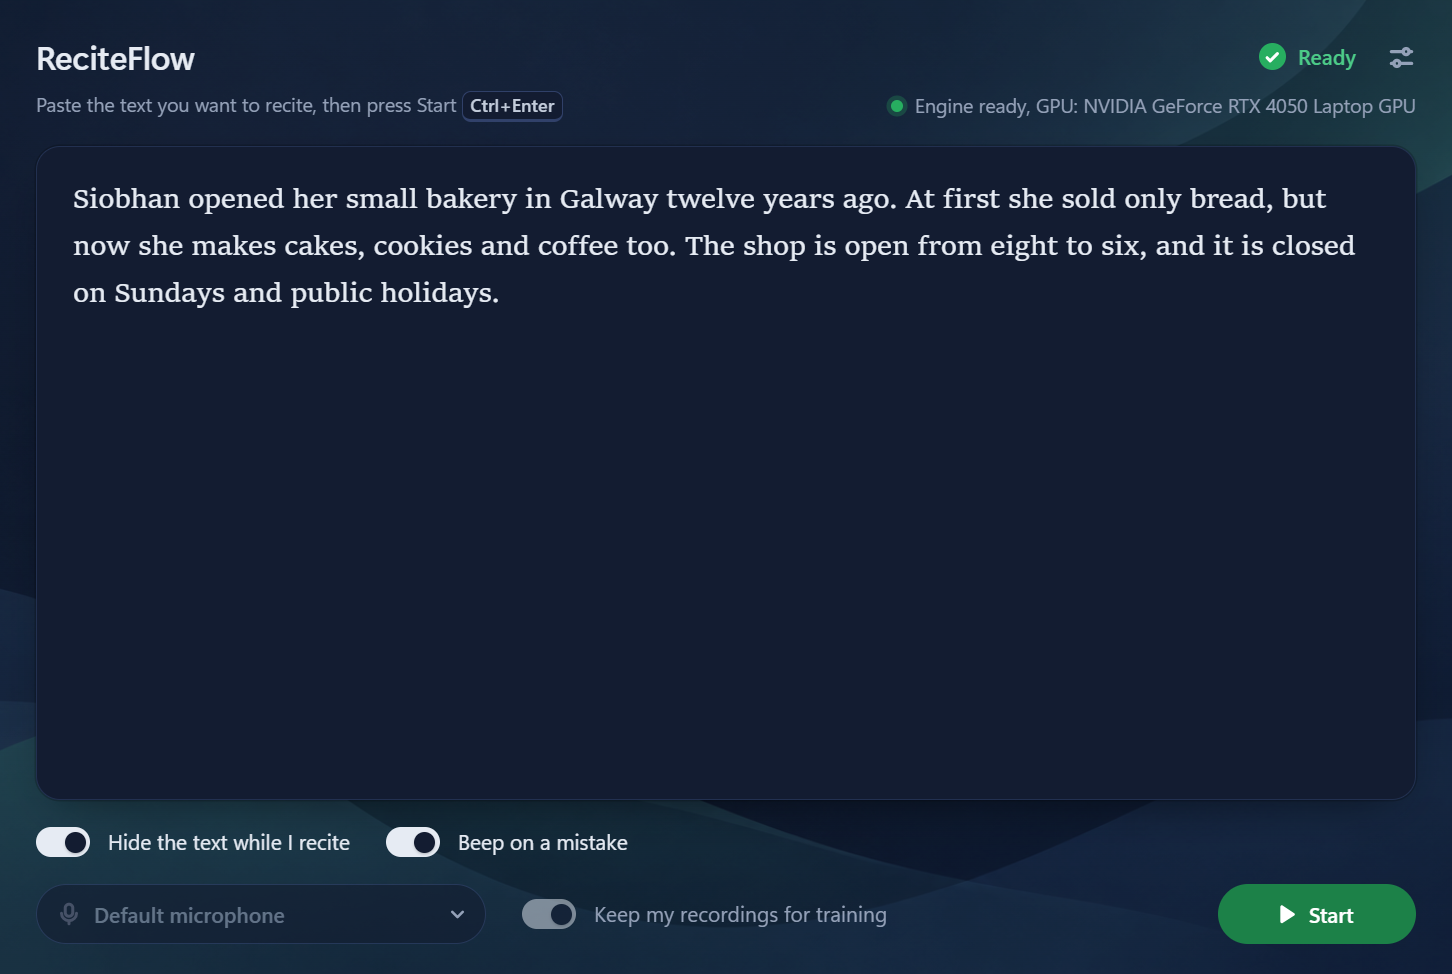 ReciteFlow
Ready
Paste the text you want to recite, then press Start Ctrl+Enter
Engine ready, GPU: NVIDIA GeForce RTX 4050 Laptop GPU
Siobhan opened her small bakery in Galway twelve years ago. At first she sold only bread, but
now she makes cakes, cookies and coffee too. The shop is open from eight to six, and it is closed
on Sundays and public holidays.
Hide the text while I recite
Beep on a mistake
Default microphone
Keep my recordings for training
Start